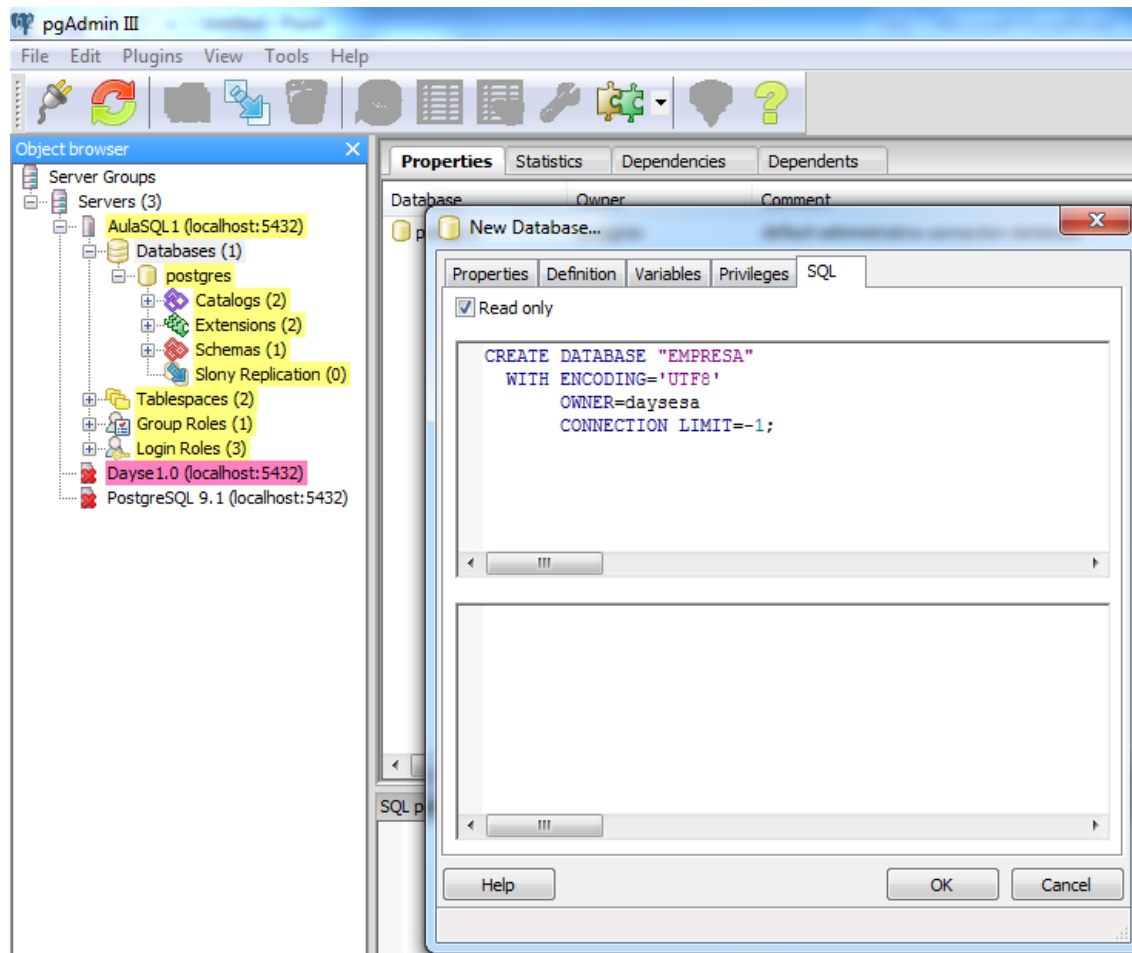 pgAdmin III
File Edit Plugins View Tools Help
Object browser
Server Groups
Servers (3)
AulaSQL1 (localhost:5432)
Databases (1)
postgres
Catalogs (2)
Extensions (2)
Schemas (1)
Slony Replication (0)
Tablespaces (2)
Group Roles (1)
Login Roles (3)
Dayse1.0 (localhost:5432)
PostgreSQL 9.1 (localhost:5432)
Properties Statistics Dependencies Dependents
Database Owner Comment
New Database...
Properties Definition Variables Privileges SQL
Read only
CREATE DATABASE "EMPRESA"
WITH ENCODING='UTF8'
OWNER=daysesa
CONNECTION LIMIT=-1;
SQL p
Help OK Cancel